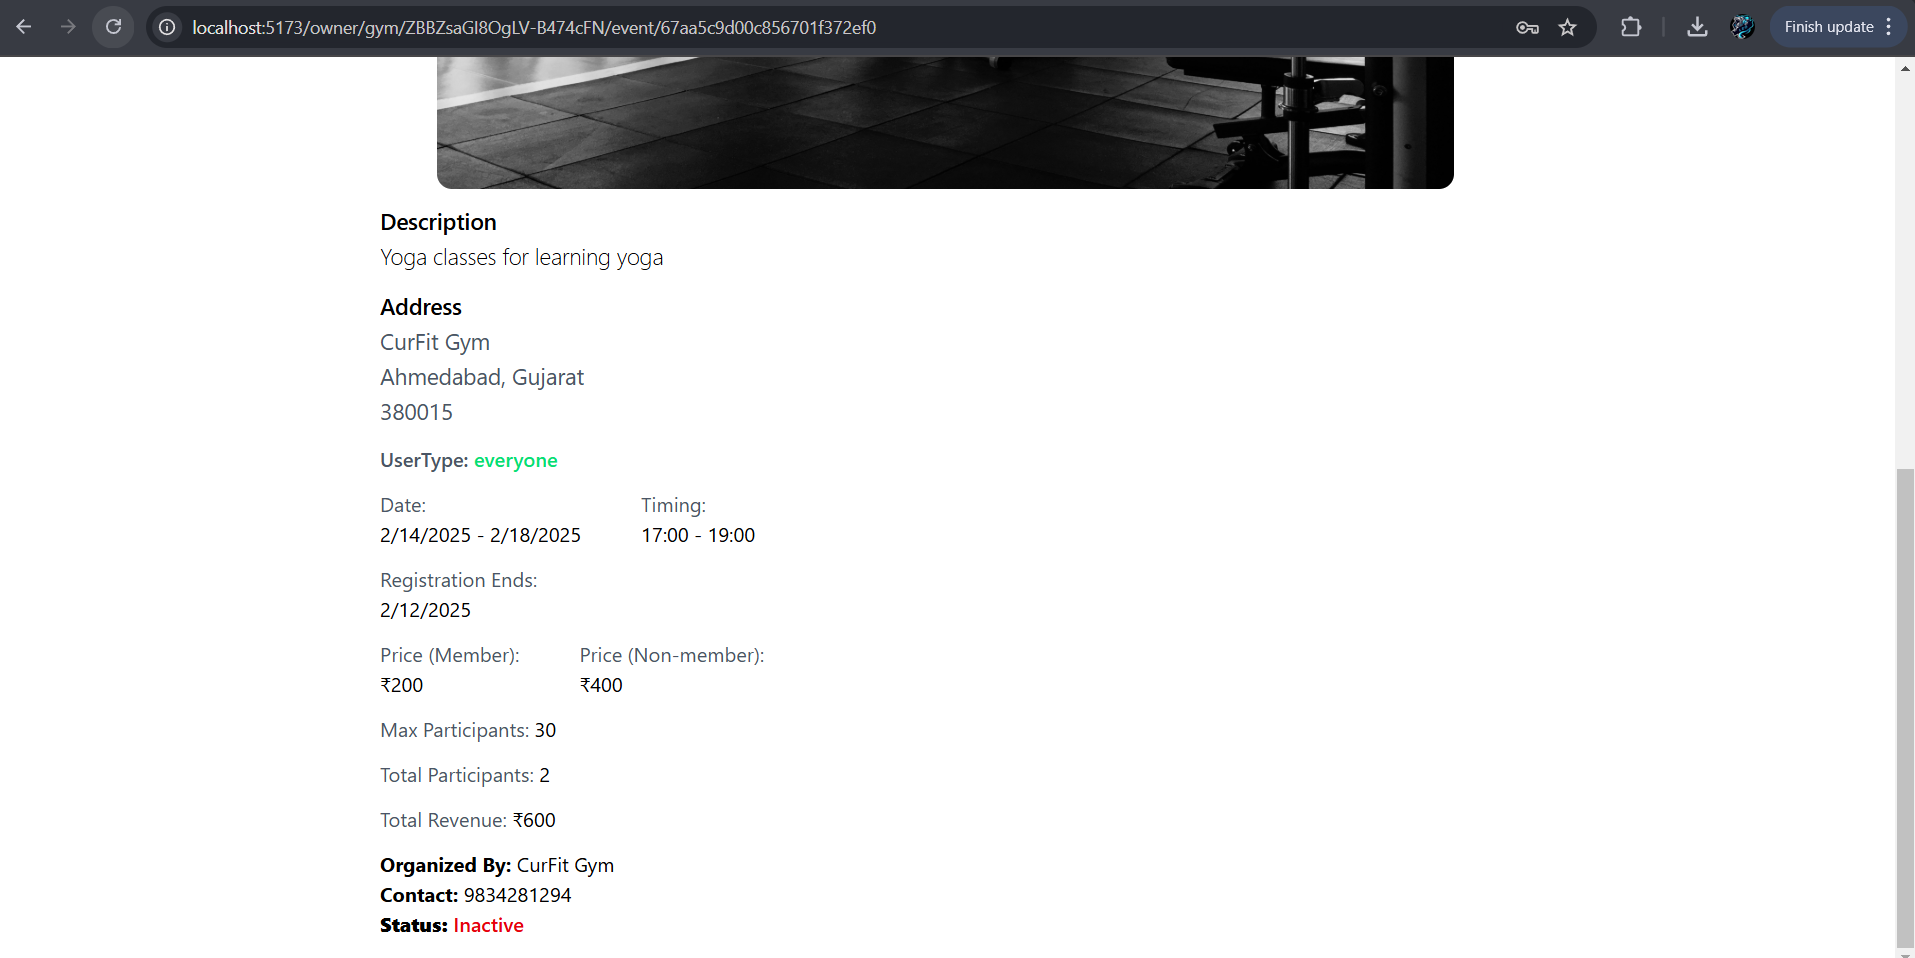 localhost:5173/owner/gym/ZBBZsaGl8OgLV-B474cFN/event/67aa5c9d00c856701f372ef0
Finish update
Description
Yoga classes for learning yoga
Address
CurFit Gym
Ahmedabad, Gujarat
380015
UserType: everyone
Date: Timing:
2/14/2025 - 2/18/2025 17:00 - 19:00
Registration Ends:
2/12/2025
Price (Member): Price (Non-member):
₹200 ₹400
Max Participants: 30
Total Participants: 2
Total Revenue: ₹600
Organized By: CurFit Gym
Contact: 9834281294
Status: Inactive